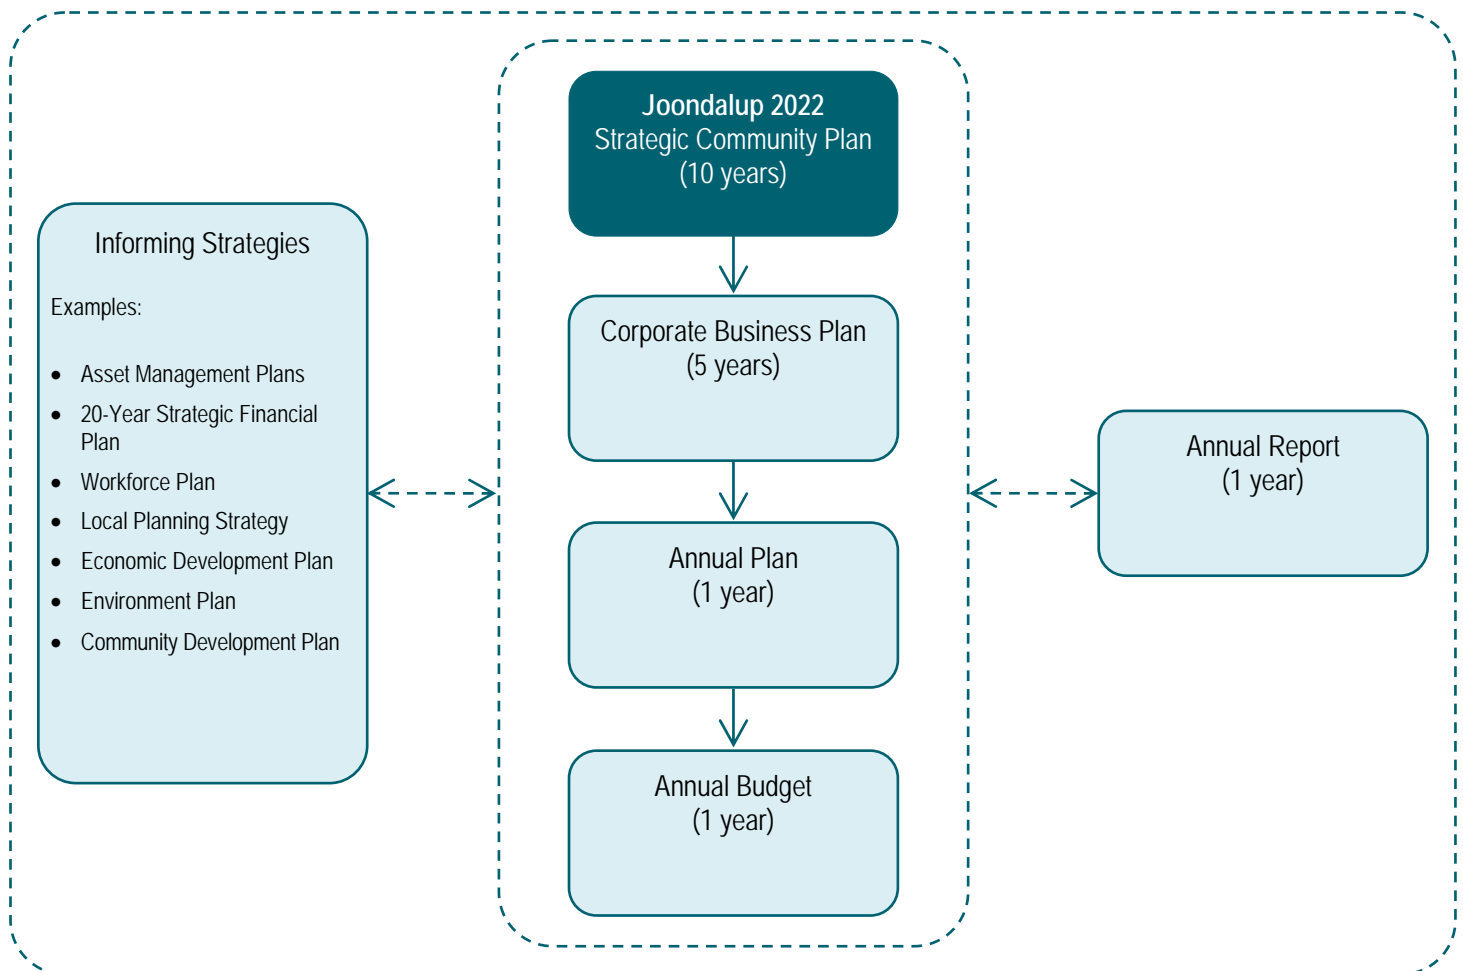 Joondalup 2022
Strategic Community Plan
(10 years)
Informing Strategies
Examples:
• Asset Management Plans
• 20-Year Strategic Financial
Plan
• Workforce Plan
• Local Planning Strategy
• Economic Development Plan
• Environment Plan
• Community Development Plan
Corporate Business Plan
(5 years)
Annual Plan
(1 year)
Annual Budget
(1 year)
Annual Report
(1 year)